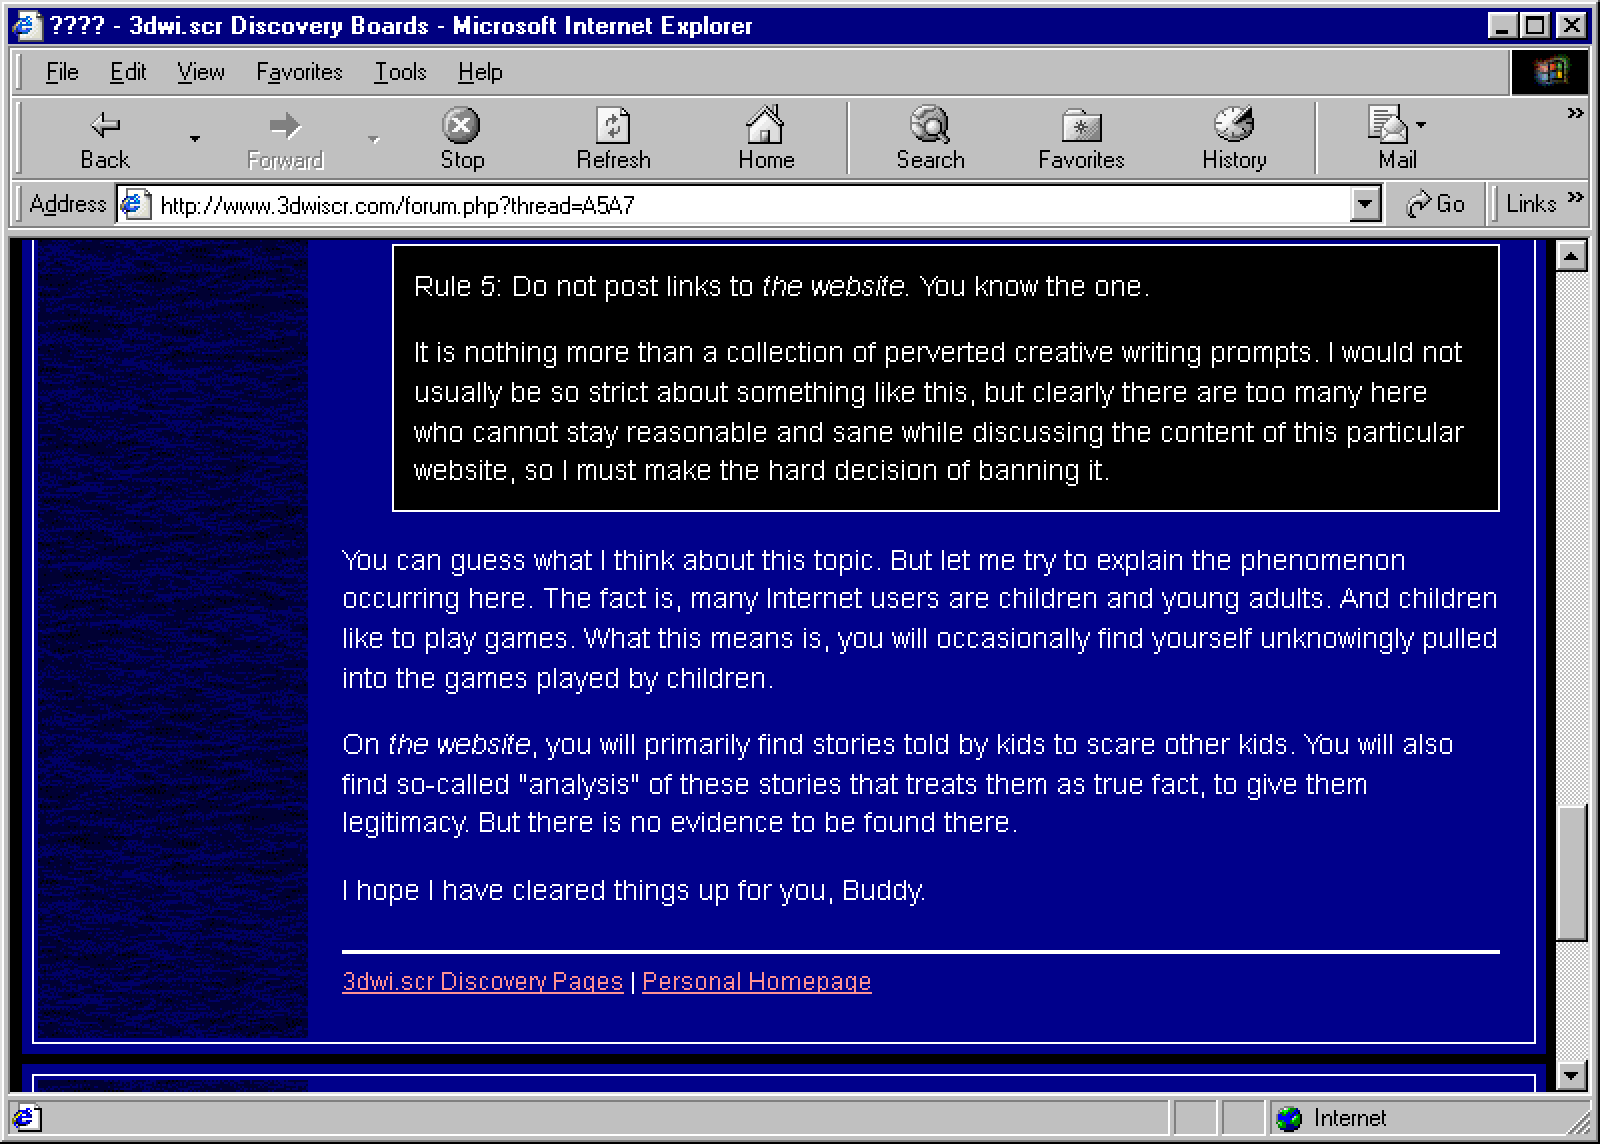 ???? - 3dwi.scr Discovery Boards - Microsoft Internet Explorer
File Edit View Favorites Tools Help
Back Forward Stop Refresh Home Search Favorites History Mail »
Address http://www.3dwiscr.com/forum.php?thread=A5A7 Go Links »
Rule 5: Do not post links to the website. You know the one.
It is nothing more than a collection of perverted creative writing prompts. I would not
usually be so strict about something like this, but clearly there are too many here
who cannot stay reasonable and sane while discussing the content of this particular
website, so I must make the hard decision of banning it.
You can guess what I think about this topic. But let me try to explain the phenomenon
occurring here. The fact is, many Internet users are children and young adults. And children
like to play games. What this means is, you will occasionally find yourself unknowingly pulled
into the games played by children.
On the website, you will primarily find stories told by kids to scare other kids. You will also
find so-called "analysis" of these stories that treats them as true fact, to give them
legitimacy. But there is no evidence to be found there.
I hope I have cleared things up for you, Buddy.
3dwi.scr Discovery Pages | Personal Homepage
Internet